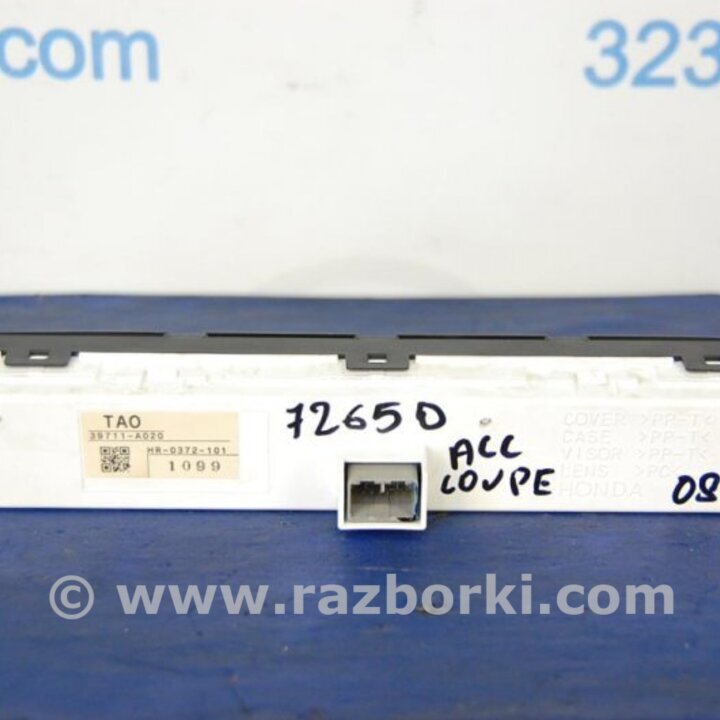 com
323
TAO
39711-A020
HR-0372-101
1099
72650
ACC
COUPE
08
COVER >PP-T<
CASE >PP-T<
VISOR >PP-T<
LENS >PC<
HONDA
© www.razborki.com